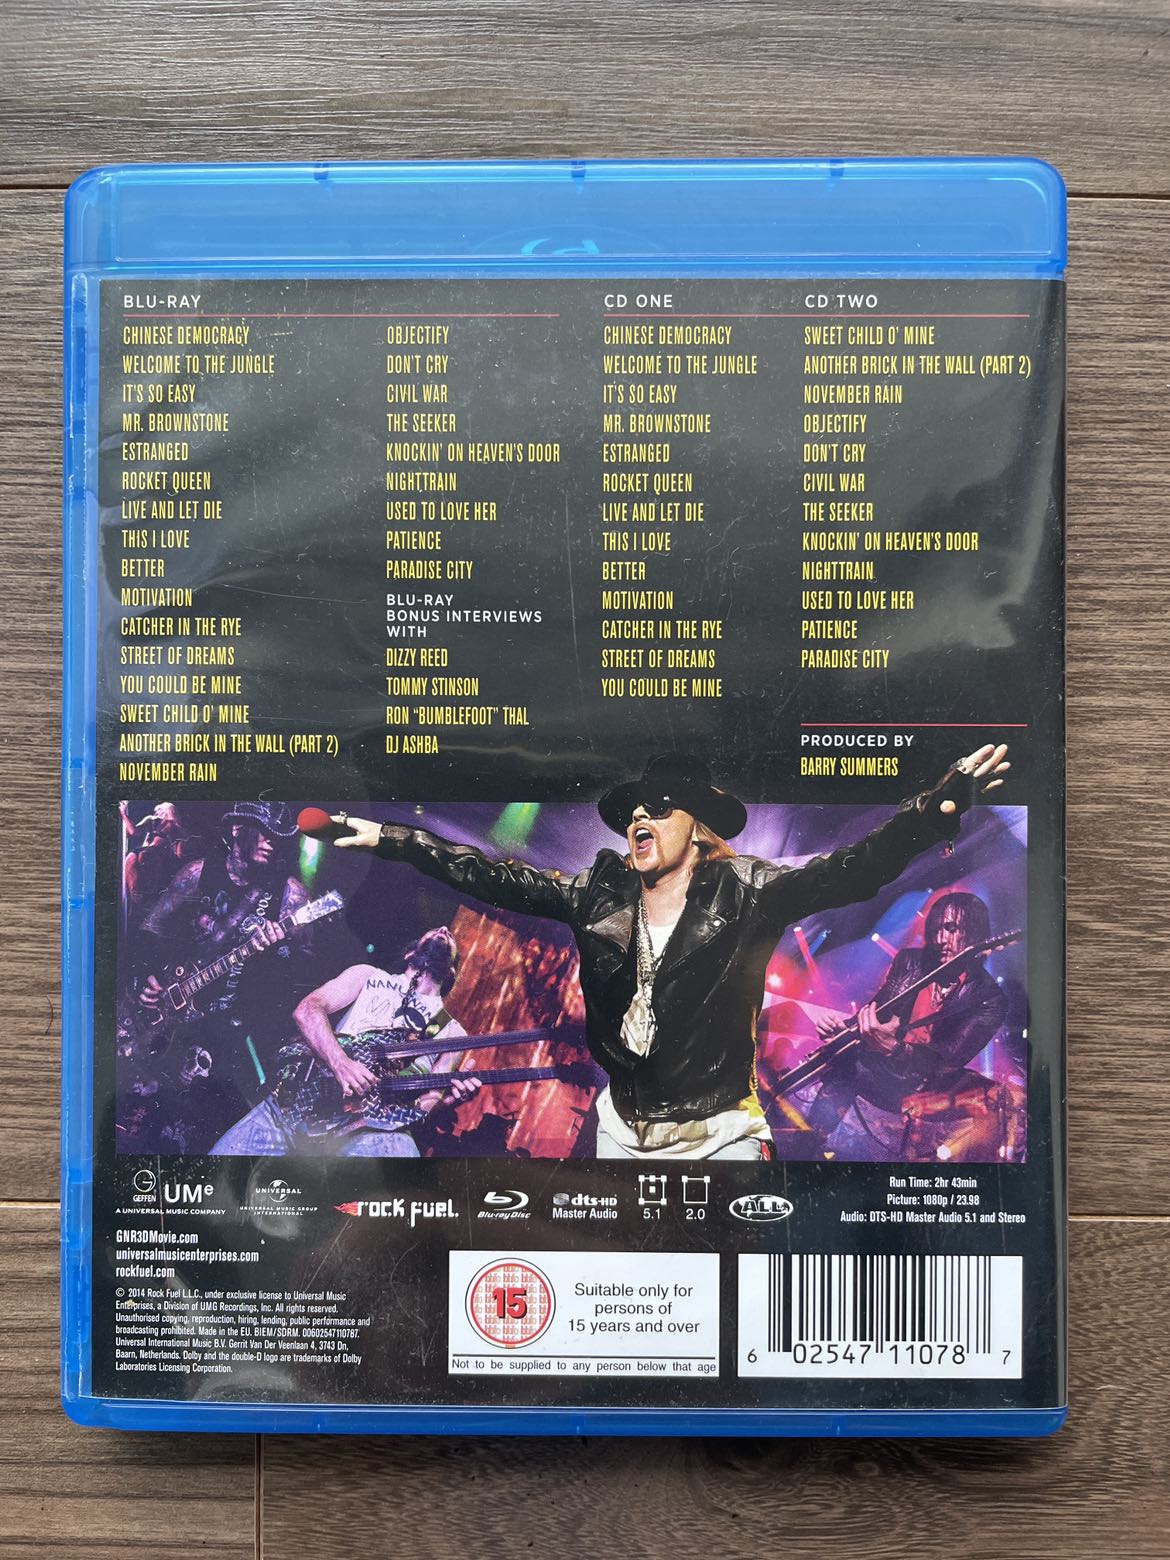 BLU-RAY
CHINESE DEMOCRACY
WELCOME TO THE JUNGLE
IT'S SO EASY
MR. BROWNSTONE
ESTRANGED
ROCKET QUEEN
LIVE AND LET DIE
THIS I LOVE
BETTER
MOTIVATION
CATCHER IN THE RYE
STREET OF DREAMS
YOU COULD BE MINE
SWEET CHILD O' MINE
ANOTHER BRICK IN THE WALL (PART 2)
NOVEMBER RAIN
OBJECTIFY
DON'T CRY
CIVIL WAR
THE SEEKER
KNOCKIN' ON HEAVEN'S DOOR
NIGHTTRAIN
USED TO LOVE HER
PATIENCE
PARADISE CITY
BLU-RAY
BONUS INTERVIEWS
WITH
DIZZY REED
TOMMY STINSON
RON “BUMBLEFOOT” THAL
DJ ASHBA
CD ONE
CHINESE DEMOCRACY
WELCOME TO THE JUNGLE
IT'S SO EASY
MR. BROWNSTONE
ESTRANGED
ROCKET QUEEN
LIVE AND LET DIE
THIS I LOVE
BETTER
MOTIVATION
CATCHER IN THE RYE
STREET OF DREAMS
YOU COULD BE MINE
CD TWO
SWEET CHILD O' MINE
ANOTHER BRICK IN THE WALL (PART 2)
NOVEMBER RAIN
OBJECTIFY
DON'T CRY
CIVIL WAR
THE SEEKER
KNOCKIN' ON HEAVEN'S DOOR
NIGHTTRAIN
USED TO LOVE HER
PATIENCE
PARADISE CITY
PRODUCED BY
BARRY SUMMERS
GEFFEN
UMe
A UNIVERSAL MUSIC COMPANY
UNIVERSAL
UNIVERSAL MUSIC GROUP
INTERNATIONAL
rock fuel.
Blu-ray Disc
dts-HD
Master Audio
5.1
2.0
ALL
Run Time: 2hr 43min
Picture: 1080p / 23.98
Audio: DTS-HD Master Audio 5.1 and Stereo
GNR3DMovie.com
universalmusicenterprises.com
rockfuel.com
© 2014 Rock Fuel L.L.C., under exclusive license to Universal Music
Enterprises, a Division of UMG Recordings, Inc. All rights reserved.
Unauthorised copying, reproduction, hiring, lending, public performance and
broadcasting prohibited. Made in the EU. BIEM/SDRM. 00602547110787.
Universal International Music B.V. Gerrit Van Der Veenlaan 4, 3743 Dn,
Baarn, Netherlands. Dolby and the double-D logo are trademarks of Dolby
Laboratories Licensing Corporation.
15
Suitable only for
persons of
15 years and over
Not to be supplied to any person below that age
6 02547 11078 7